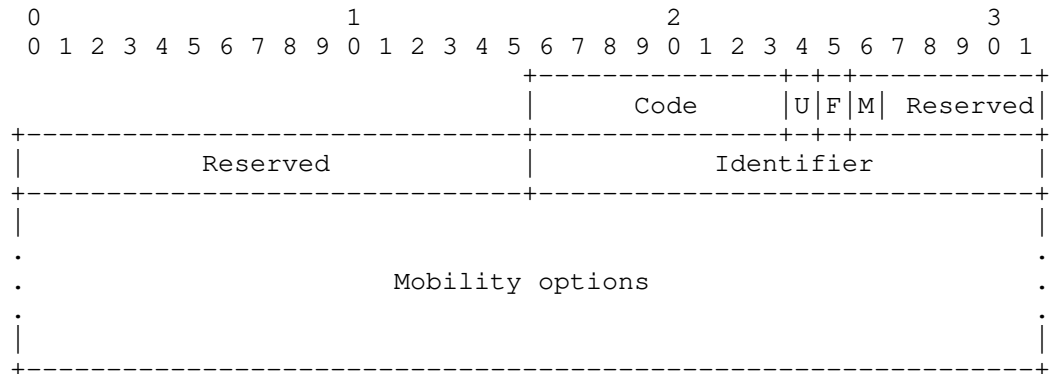 0                   1                   2                   3
0 1 2 3 4 5 6 7 8 9 0 1 2 3 4 5 6 7 8 9 0 1 2 3 4 5 6 7 8 9 0 1
Code |U|F|M| Reserved|
Reserved | Identifier
Mobility options